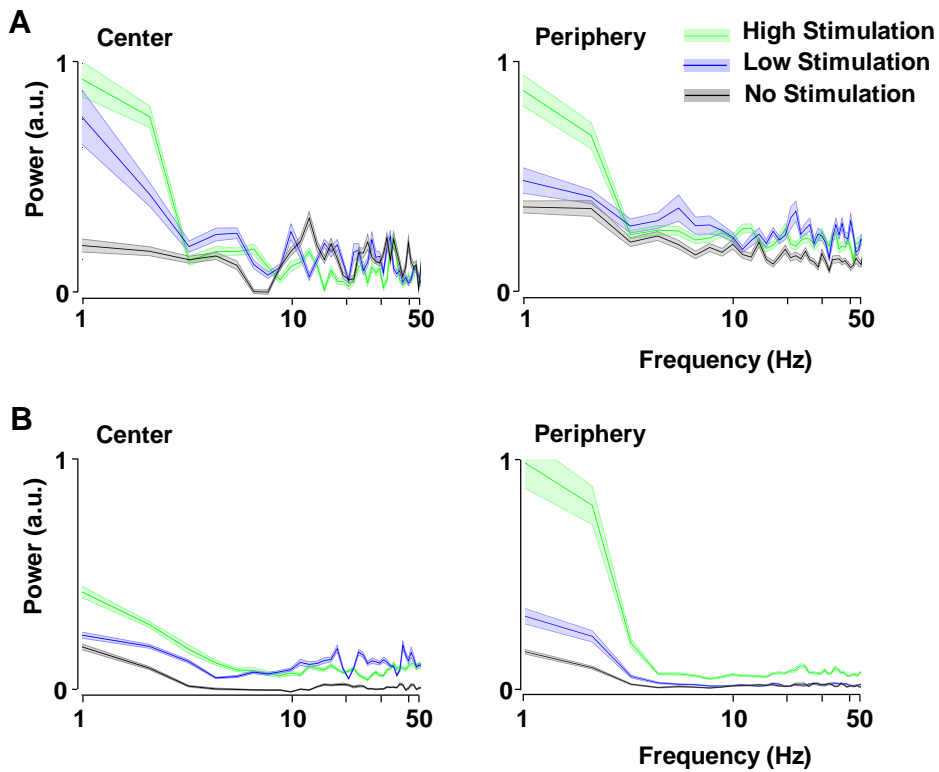 A
Center
Periphery
High Stimulation
Low Stimulation
No Stimulation
Power (a.u.)
1
0
1
10
50
1
0
1
10
50
Frequency (Hz)
B
Center
Periphery
Power (a.u.)
1
0
1
10
50
1
0
1
10
50
Frequency (Hz)